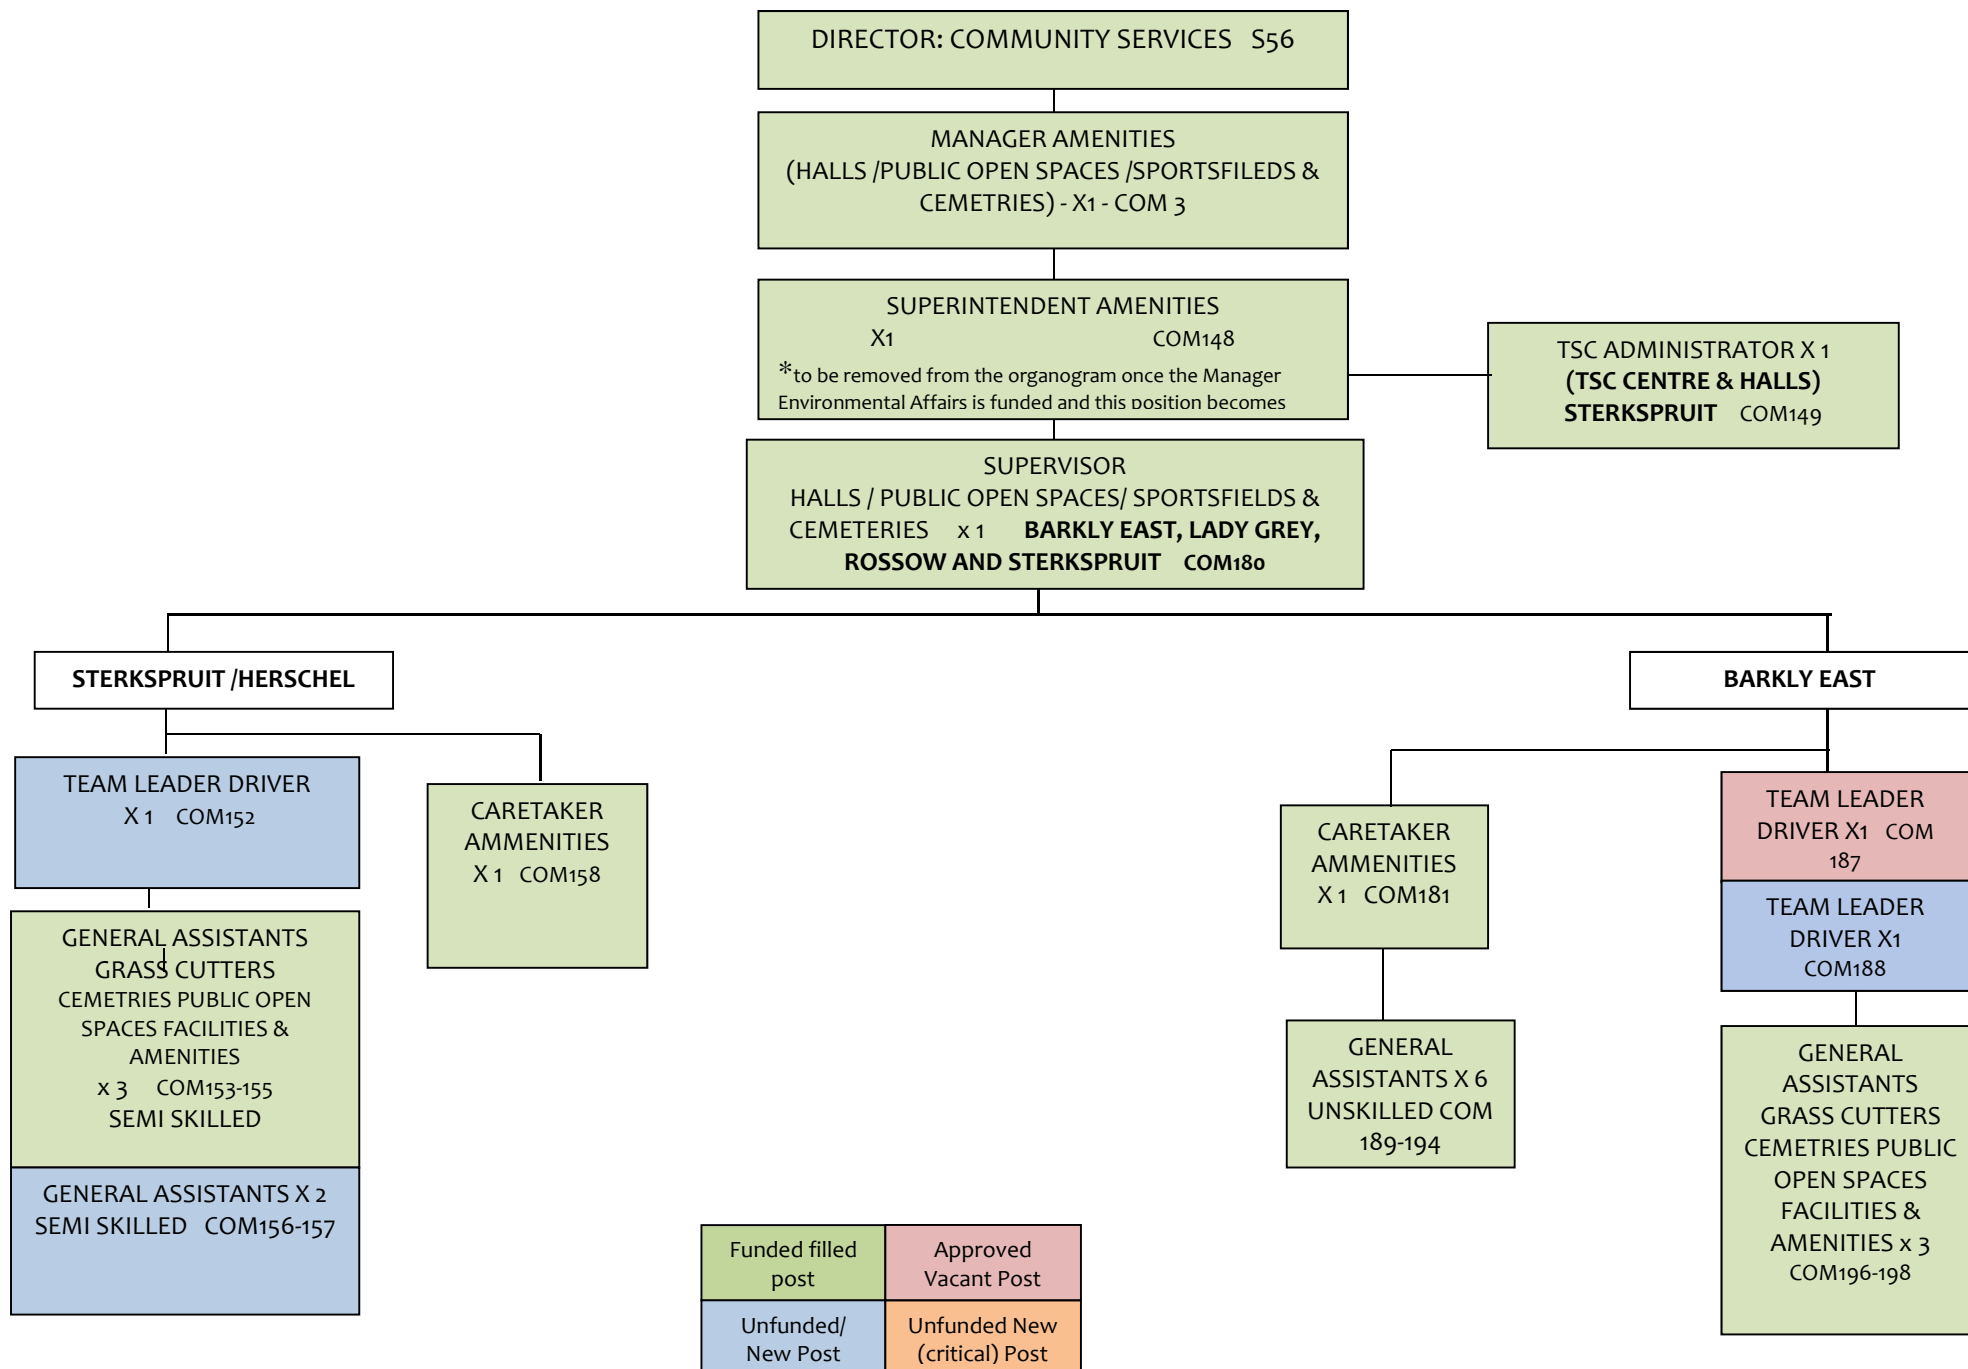 DIRECTOR: COMMUNITY SERVICES S56
MANAGER AMENITIES
(HALLS /PUBLIC OPEN SPACES /SPORTSFILEDS &
CEMETRIES) - X1 - COM 3
SUPERINTENDENT AMENITIES
X1 COM148
*to be removed from the organogram once the Manager
Environmental Affairs is funded and this position becomes
TSC ADMINISTRATOR X 1
(TSC CENTRE & HALLS)
STERKSPRUIT COM149
SUPERVISOR
HALLS / PUBLIC OPEN SPACES/ SPORTSFIELDS &
CEMETERIES x 1 BARKLY EAST, LADY GREY,
ROSSOW AND STERKSPRUIT COM180
STERKSPRUIT /HERSCHEL
BARKLY EAST
TEAM LEADER DRIVER
X 1 COM152
CARETAKER
AMMENITIES
X 1 COM158
GENERAL ASSISTANTS
GRASS CUTTERS
CEMETRIES PUBLIC OPEN
SPACES FACILITIES &
AMENITIES
x 3 COM153-155
SEMI SKILLED
GENERAL ASSISTANTS X 2
SEMI SKILLED COM156-157
CARETAKER
AMMENITIES
X 1 COM181
GENERAL
ASSISTANTS X 6
UNSKILLED COM
189-194
TEAM LEADER
DRIVER X1 COM
187
TEAM LEADER
DRIVER X1
COM188
GENERAL
ASSISTANTS
GRASS CUTTERS
CEMETRIES PUBLIC
OPEN SPACES
FACILITIES &
AMENITIES x 3
COM196-198
Funded filled
post
Approved
Vacant Post
Unfunded/
New Post
Unfunded New
(critical) Post